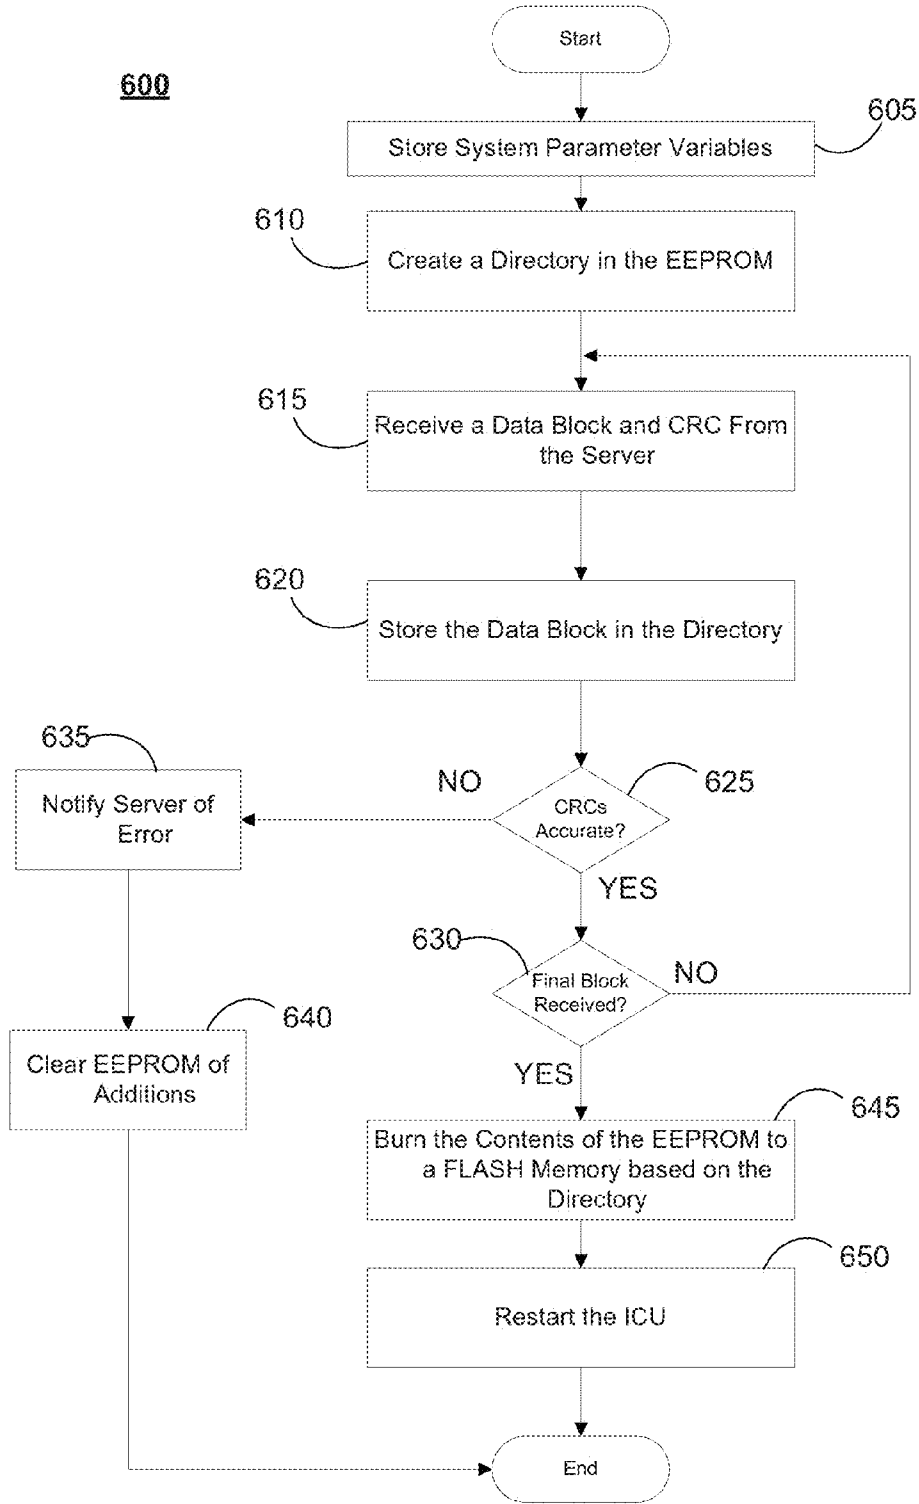 Start
600
605
Store System Parameter Variables
610
Create a Directory in the EEPROM
615
Receive a Data Block and CRC From
the Server
620
Store the Data Block in the Directory
635
NO
625
Notify Server of
Error
CRCs
Accurate?
YES
630
Final Block
Received?
NO
640
Clear EEPROM of
Additions
YES
645
Burn the Contents of the EEPROM to
a FLASH Memory based on the
Directory
650
Restart the ICU
End